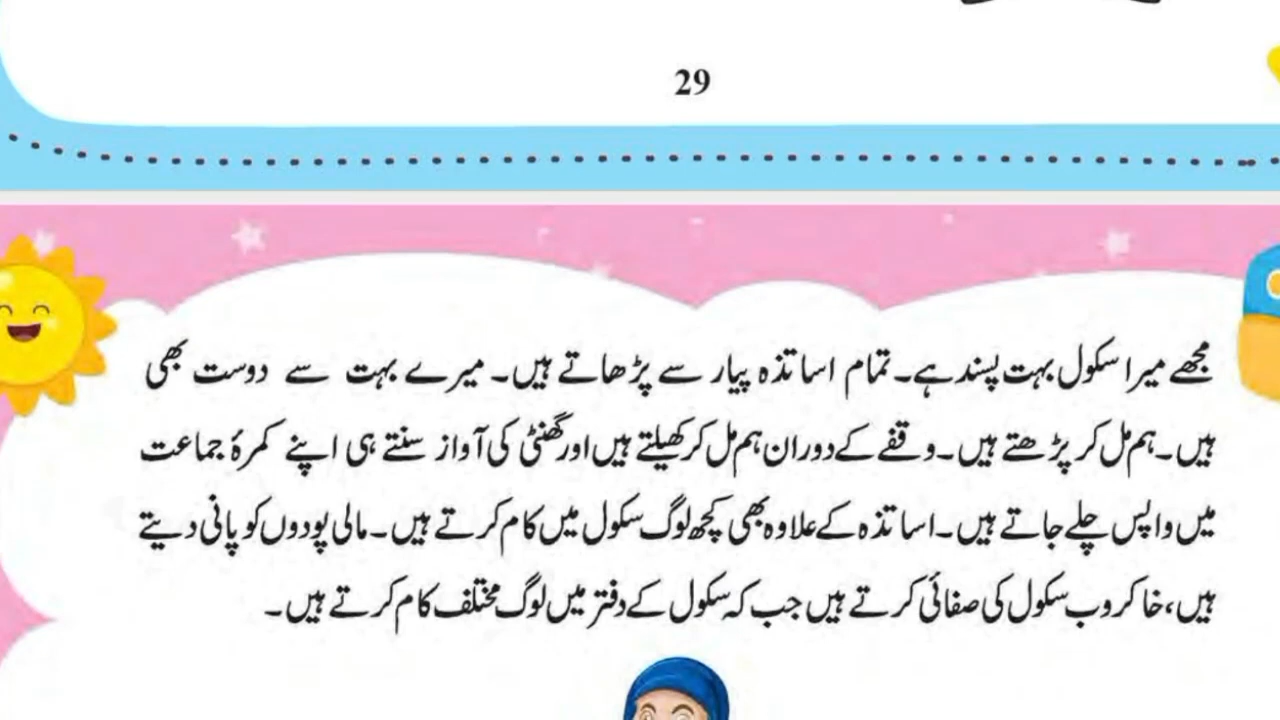 29
مجھے میرا سکول بہت پسند ہے۔ تمام اساتذہ پیار سے پڑھاتے ہیں۔ میرے بہت سے دوست بھی
ہیں۔ ہم مل کر پڑھتے ہیں۔ وقفے کے دوران ہم مل کر کھیلتے ہیں اور گھنٹی کی آواز سنتے ہی اپنے کمرۂ جماعت
میں واپس چلے جاتے ہیں۔ اساتذہ کے علاوہ بھی کچھ لوگ سکول میں کام کرتے ہیں۔ مالی پودوں کو پانی دیتے
ہیں، خاکروب سکول کی صفائی کرتے ہیں جب کہ سکول کے دفتر میں لوگ مختلف کام کرتے ہیں۔